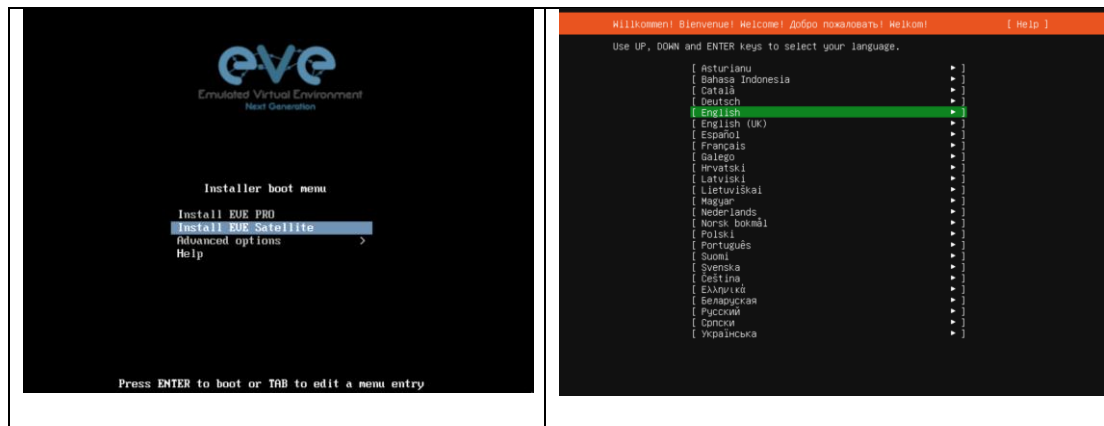 eve
Emulated Virtual Environment
Next Generation
Installer boot menu
Install EVE PRO
Install EVE Satellite
Advanced options >
Help
Press ENTER to boot or TAB to edit a menu entry
Willkommen! Bienvenue! Welcome! Добро пожаловать! Welkom! [ Help ]
Use UP, DOWN and ENTER keys to select your language.
[ Asturianu ▸ ]
[ Bahasa Indonesia ▸ ]
[ Català ▸ ]
[ Deutsch ▸ ]
[ English ▸ ]
[ English (UK) ▸ ]
[ Español ▸ ]
[ Français ▸ ]
[ Galego ▸ ]
[ Hrvatski ▸ ]
[ Latviski ▸ ]
[ Lietuviškai ▸ ]
[ Magyar ▸ ]
[ Nederlands ▸ ]
[ Norsk bokmål ▸ ]
[ Polski ▸ ]
[ Português ▸ ]
[ Suomi ▸ ]
[ Svenska ▸ ]
[ Čeština ▸ ]
[ Ελληνικά ▸ ]
[ Беларуская ▸ ]
[ Русский ▸ ]
[ Српски ▸ ]
[ Українська ▸ ]